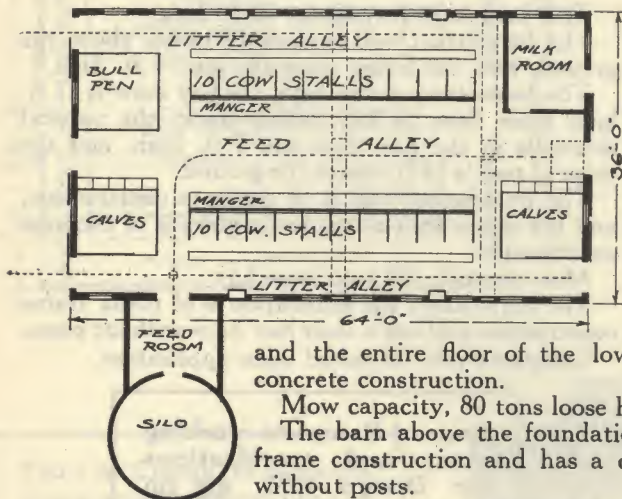 LITTER ALLEY
MILK
ROOM
BULL
PEN
10 COW STALLS
MANGER
FEED ALLEY
36'-0"
MANGER
CALVES
10 COW. STALLS
CALVES
LITTER ALLEY
64'-0"
FEED
ROOM
and the entire floor of the low
concrete construction.
Mow capacity, 80 tons loose
The barn above the foundatio
frame construction and has a
without posts.
SILO